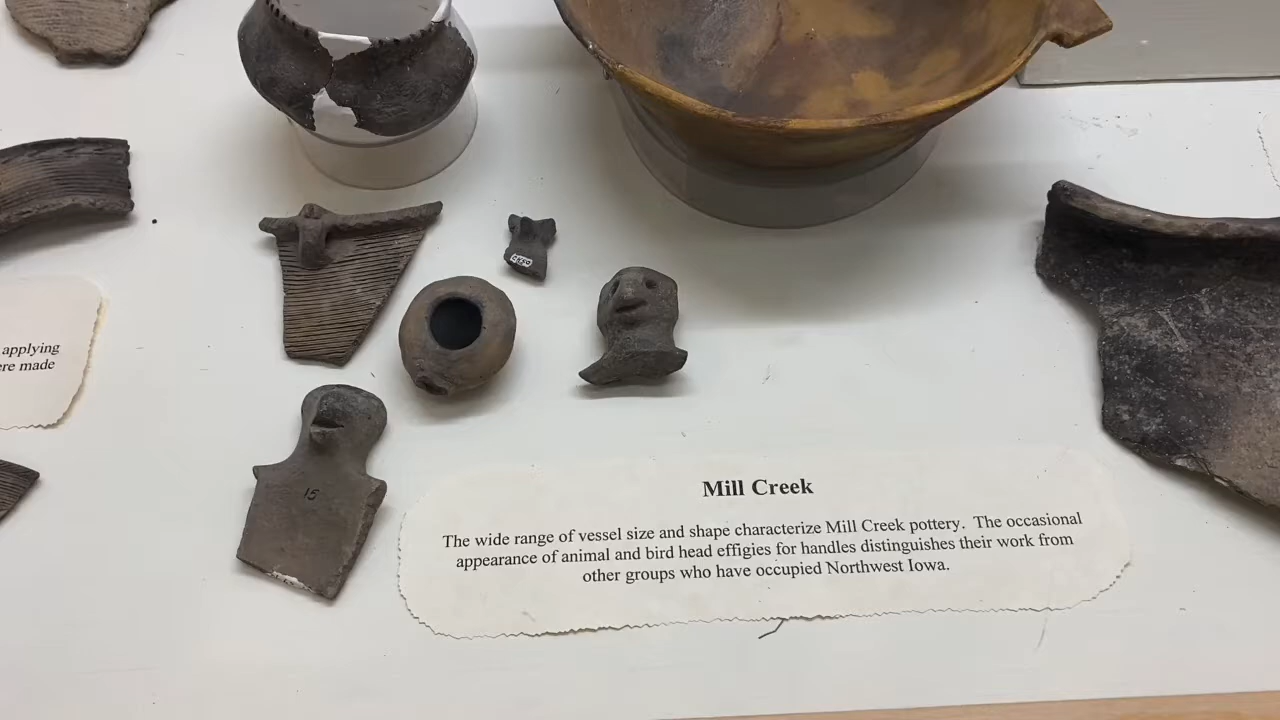 applying
ere made
15
Mill Creek
The wide range of vessel size and shape characterize Mill Creek pottery. The occasional
appearance of animal and bird head effigies for handles distinguishes their work from
other groups who have occupied Northwest Iowa.